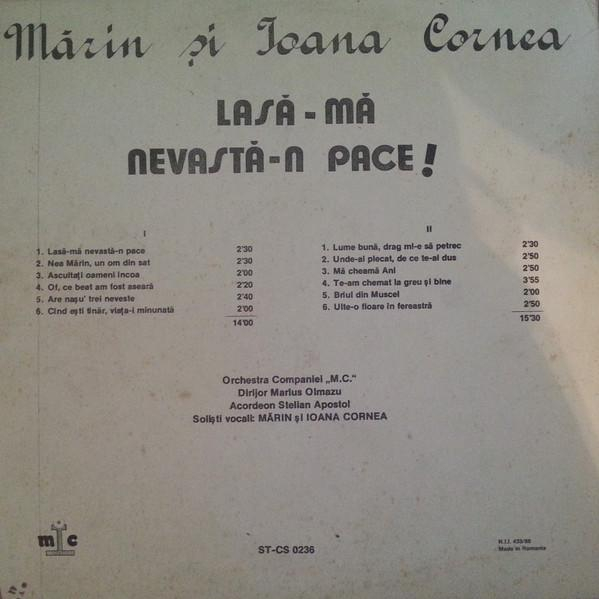 Mărin și Ioana Cornea
LASĂ-MĂ
NEVASTĂ-N PACE!
I
1. Lasă-mă nevastă-n pace 2'30
2. Nea Mărin, un om din sat 2'30
3. Ascultați oameni încoa 2'00
4. Of, ce beat am fost aseară 2'20
5. Are nașu' trei neveste 2'40
6. Cînd ești tînăr, viața-i minunată 2'00
14'00
II
1. Lume bună, drag mi-e să petrec 2'30
2. Unde-ai plecat, de ce te-ai dus 2'50
3. Mă cheamă Ani 2'50
4. Te-am chemat la greu și bine 3'55
5. Brîul din Muscel 2'00
6. Uite-o floare în fereastră 2'50
15'30
Orchestra Companiei „M.C."
Dirijor Marius Olmazu
Acordeon Stelian Apostol
Soliști vocali: MĂRIN și IOANA CORNEA
mic
ST-CS 0236
N.I.I. 433/88
Made in Romania